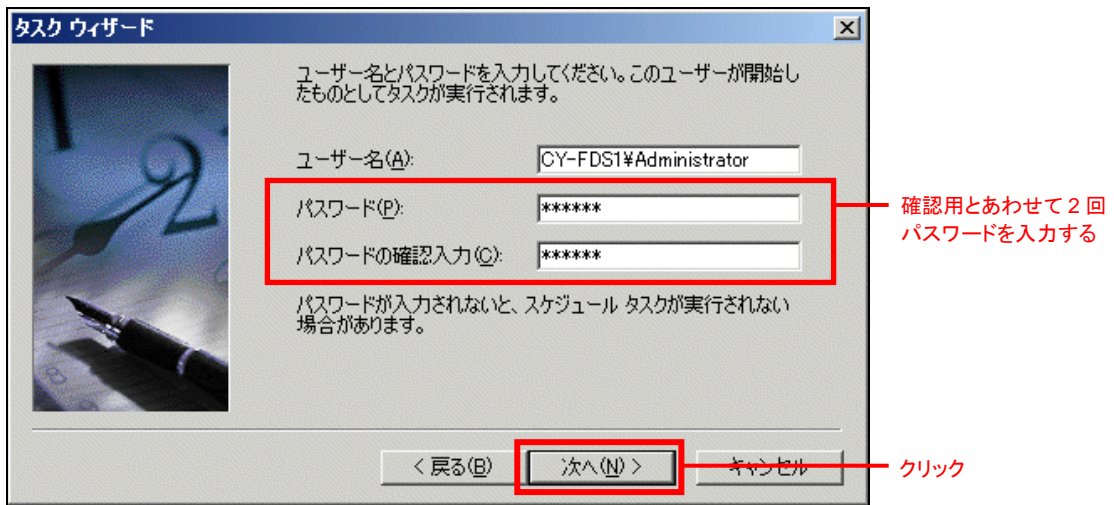 タスク ウィザード
ユーザー名とパスワードを入力してください。このユーザーが開始し
たものとしてタスクが実行されます。
ユーザー名(A): CY-FDS1¥Administrator
パスワード(P): ******
パスワードの確認入力(C): ******
確認用とあわせて2回
パスワードを入力する
パスワードが入力されないと、スケジュール タスクが実行されない
場合があります。
< 戻る(B) 次へ(N) > キャンセル
クリック